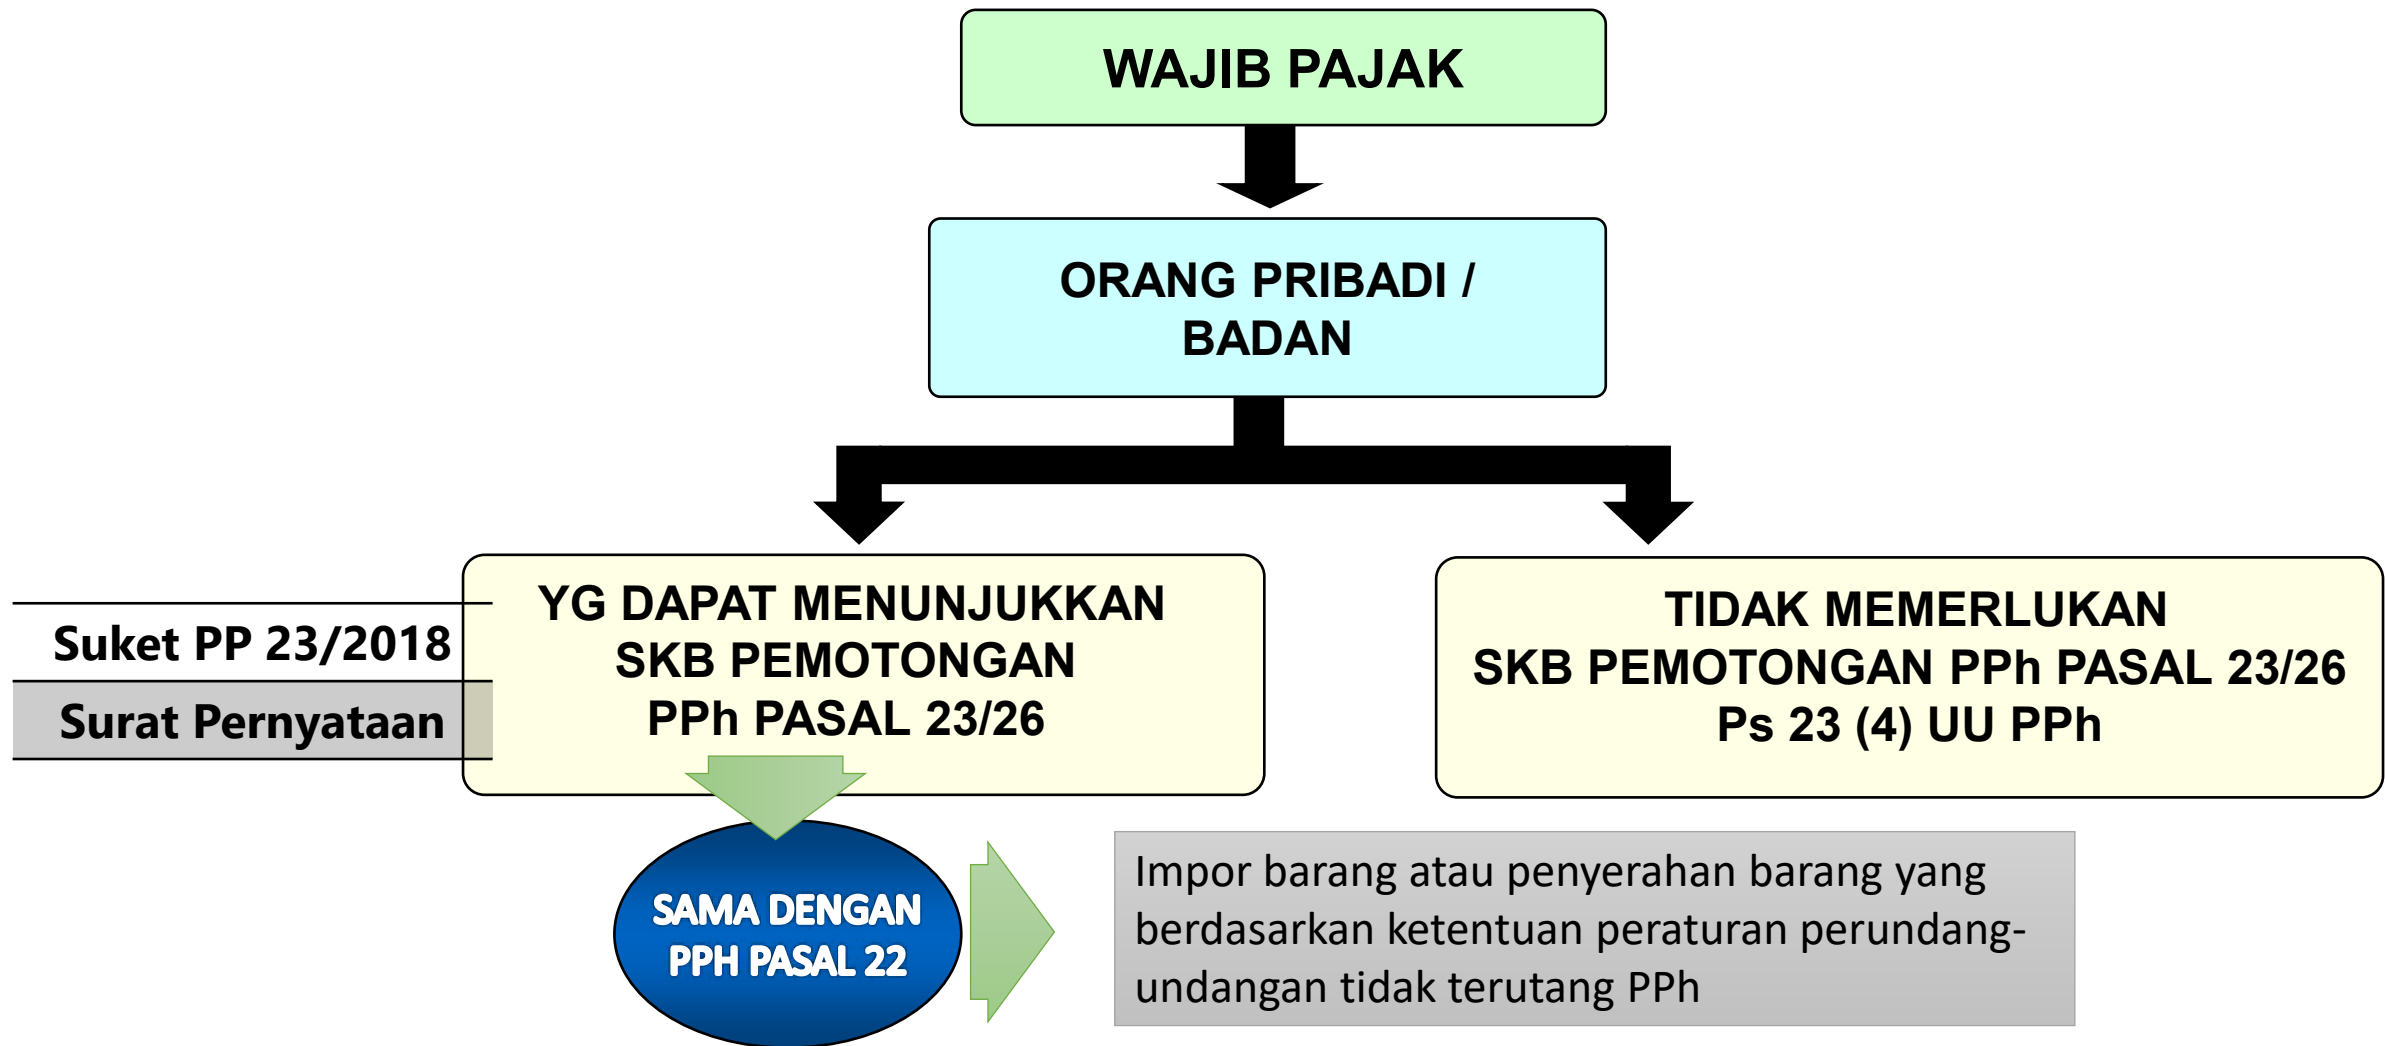 WAJIB PAJAK
ORANG PRIBADI /
BADAN
Suket PP 23/2018
Surat Pernyataan
YG DAPAT MENUNJUKKAN
SKB PEMOTONGAN
PPh PASAL 23/26
TIDAK MEMERLUKAN
SKB PEMOTONGAN PPh PASAL 23/26
Ps 23 (4) UU PPh
SAMA DENGAN
PPH PASAL 22
Impor barang atau penyerahan barang yang
berdasarkan ketentuan peraturan perundang-
undangan tidak terutang PPh